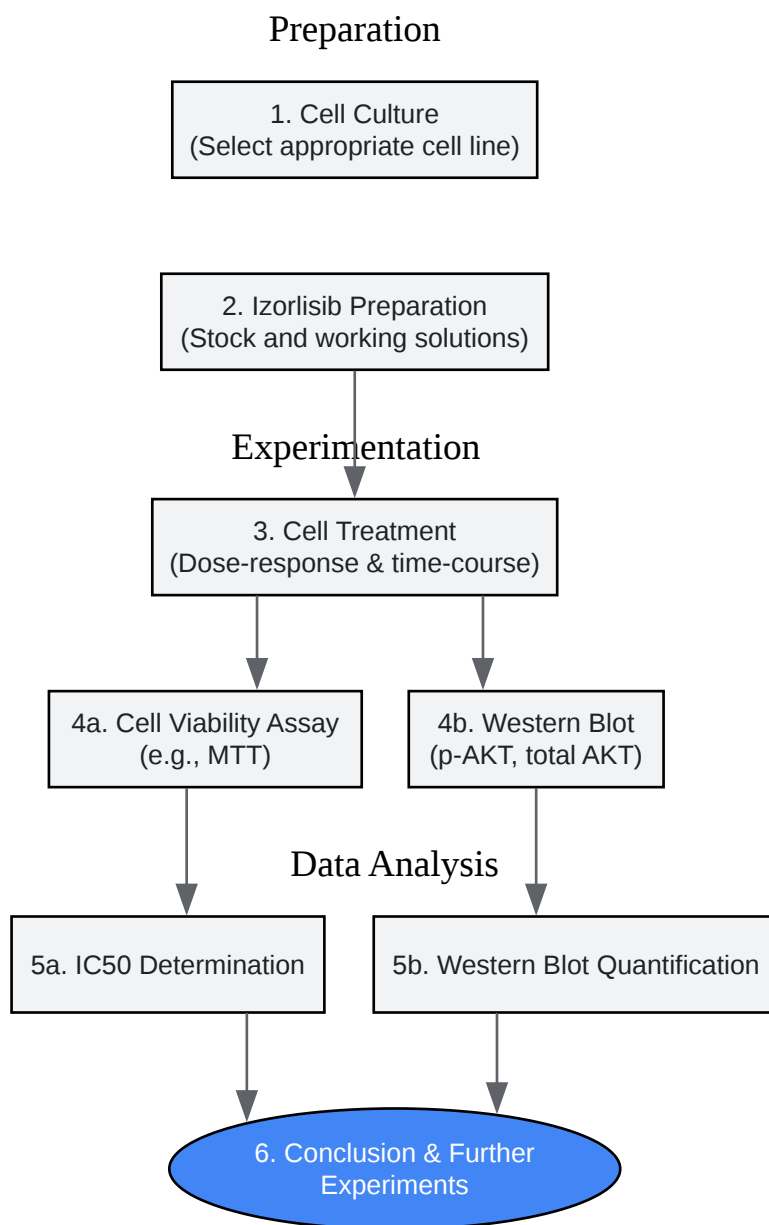 Preparation
1. Cell Culture
(Select appropriate cell line)
2. Izorlisib Preparation
(Stock and working solutions)
Experimentation
3. Cell Treatment
(Dose-response & time-course)
4a. Cell Viability Assay
(e.g., MTT)
4b. Western Blot
(p-AKT, total AKT)
Data Analysis
5a. IC50 Determination
5b. Western Blot Quantification
6. Conclusion & Further
Experiments